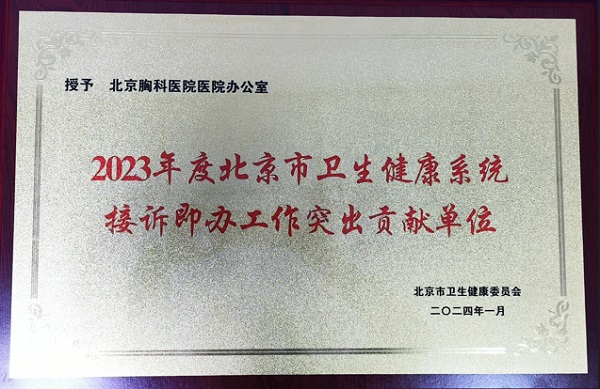 授予 北京胸科医院医院办公室
2023年度北京市卫生健康系统
接诉即办工作突出贡献单位
北京市卫生健康委员会
二〇二四年一月